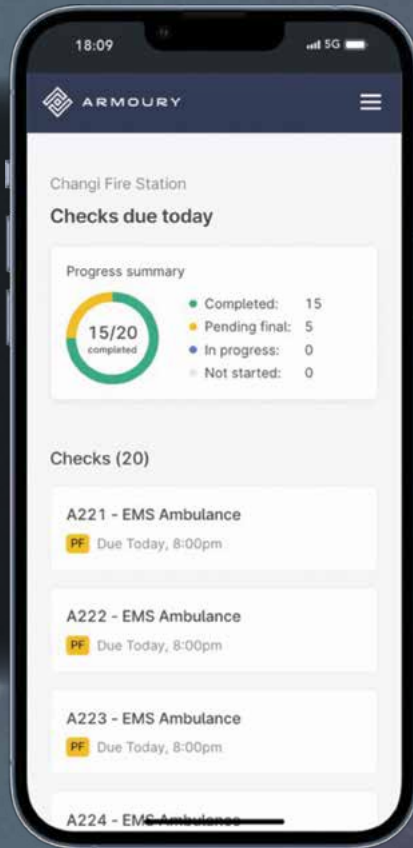 18:09
5G
ARMOURY
Changi Fire Station
Checks due today
Progress summary
15/20
completed
Completed: 15
Pending final: 5
In progress: 0
Not started: 0
Checks (20)
A221 - EMS Ambulance
PF Due Today, 8:00pm
A222 - EMS Ambulance
PF Due Today, 8:00pm
A223 - EMS Ambulance
PF Due Today, 8:00pm
A224 - EMS Ambulance